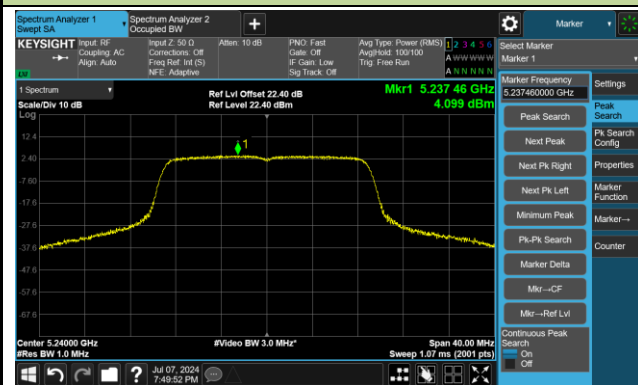 Spectrum Analyzer 1
Swept SA
Spectrum Analyzer 2
Occupied BW
+
Marker
KEYSIGHT
Input: RF
Coupling: AC
Align: Auto
Input Z: 50 Ω
Corrections: Off
Freq Ref: Int (S)
NFE: Adaptive
Atten: 10 dB
PNO: Fast
Gate: Off
IF Gain: Low
Sig Track: Off
Avg Type: Power (RMS)
Avg|Hold: 100/100
Trig: Free Run
1 2 3 4 5 6
A W W W W W
A N N N N N
LXI
Select Marker
Marker 1
1 Spectrum
Scale/Div 10 dB
Log
Ref Lvl Offset 22.40 dB
Ref Level 22.40 dBm
Mkr1 5.237 46 GHz
4.099 dBm
1
12.4
2.40
-7.60
-17.6
-27.6
-37.6
-47.6
-57.6
-67.6
Center 5.24000 GHz
#Res BW 1.0 MHz
#Video BW 3.0 MHz*
Span 40.00 MHz
Sweep 1.07 ms (2001 pts)
Marker Frequency
5.237460000 GHz
Peak Search
Next Peak
Next Pk Right
Next Pk Left
Minimum Peak
Pk-Pk Search
Marker Delta
Mkr→CF
Mkr→Ref Lvl
Continuous Peak
Search
On
Off
Settings
Peak
Search
Pk Search
Config
Properties
Marker
Function
Marker→
Counter
?
Jul 07, 2024
7:49:52 PM